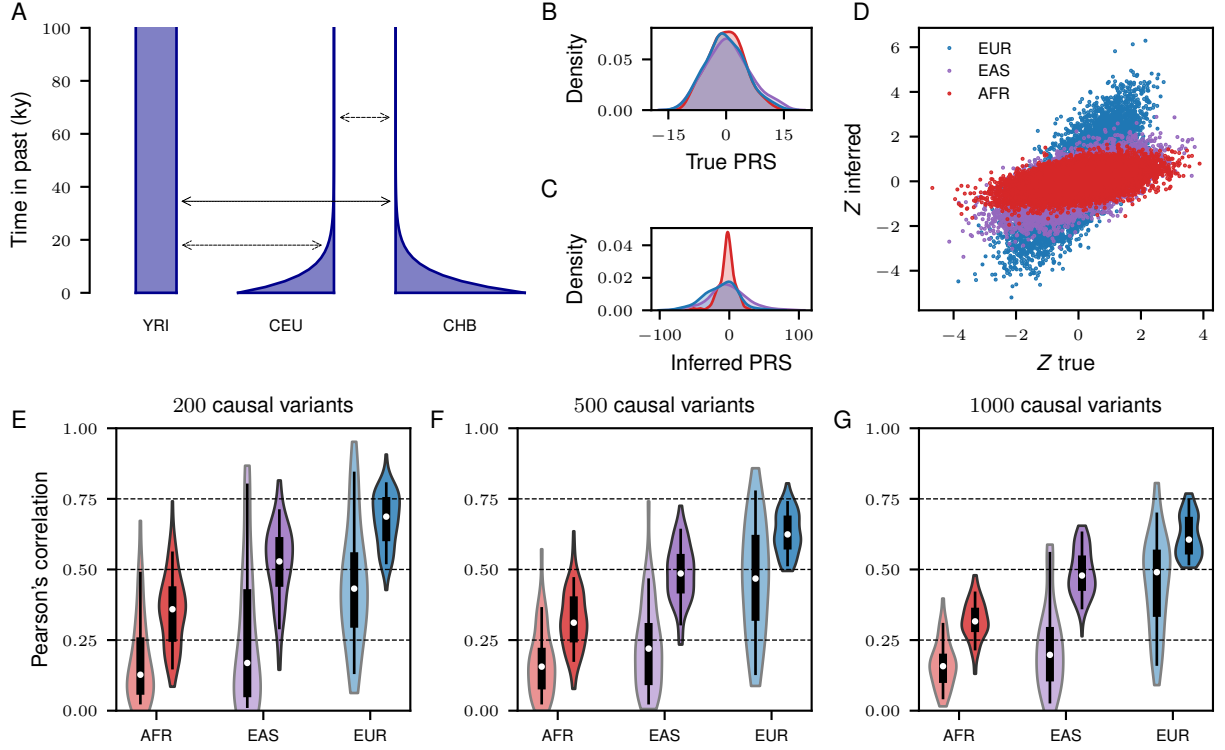 A
Time in past (ky)
100
80
60
40
20
0
YRI
CEU
CHB
B
Density
0.05
0.00
−15
0
15
True PRS
C
Density
0.04
0.02
0.00
−100
0
100
Inferred PRS
D
Z inferred
6
4
2
0
−2
−4
EUR
EAS
AFR
−4
−2
0
2
4
Z true
E
200 causal variants
Pearson's correlation
1.00
0.75
0.50
0.25
0.00
AFR
EAS
EUR
F
500 causal variants
1.00
0.75
0.50
0.25
0.00
AFR
EAS
EUR
G
1000 causal variants
1.00
0.75
0.50
0.25
0.00
AFR
EAS
EUR